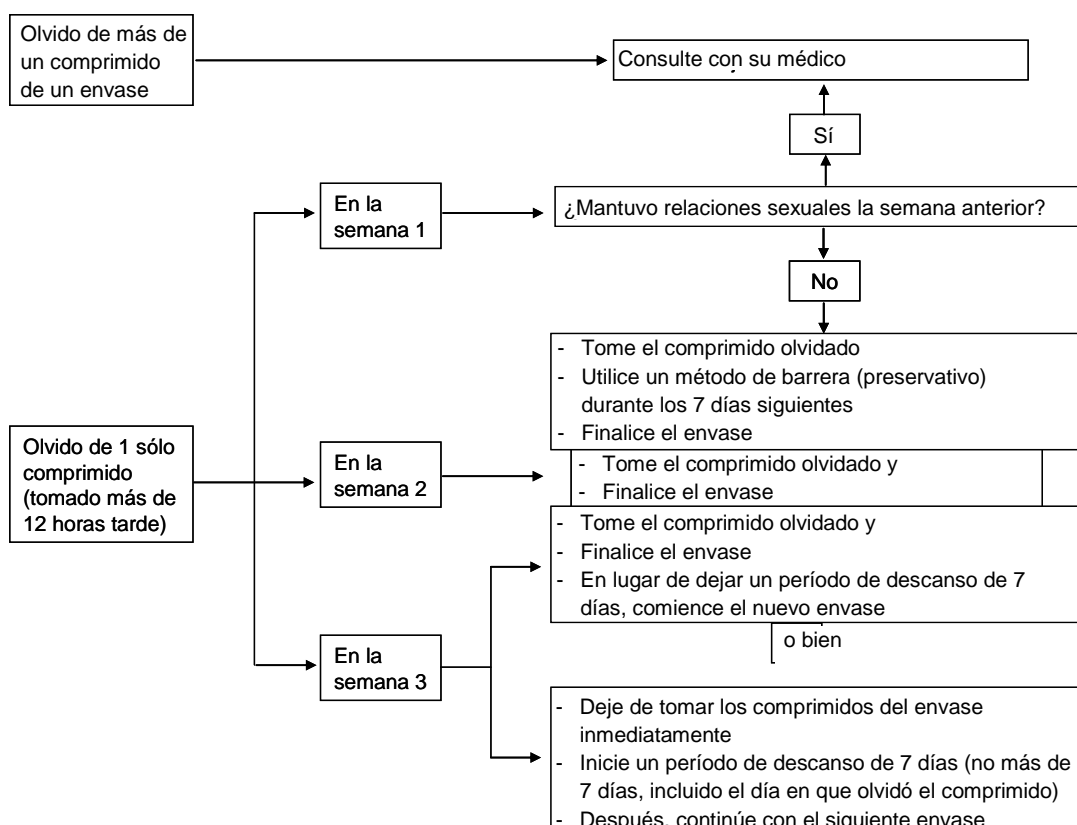 Olvido de más de
un comprimido
de un envase
Consulte con su médico
Sí
En la
semana 1
¿Mantuvo relaciones sexuales la semana anterior?
No
- Tome el comprimido olvidado
- Utilice un método de barrera (preservativo)
durante los 7 días siguientes
- Finalice el envase
Olvido de 1 sólo
comprimido
(tomado más de
12 horas tarde)
En la
semana 2
- Tome el comprimido olvidado y
- Finalice el envase
- Tome el comprimido olvidado y
- Finalice el envase
- En lugar de dejar un período de descanso de 7
días, comience el nuevo envase
o bien
En la
semana 3
- Deje de tomar los comprimidos del envase
inmediatamente
- Inicie un período de descanso de 7 días (no más de
7 días, incluido el día en que olvidó el comprimido)
- Después, continúe con el siguiente envase